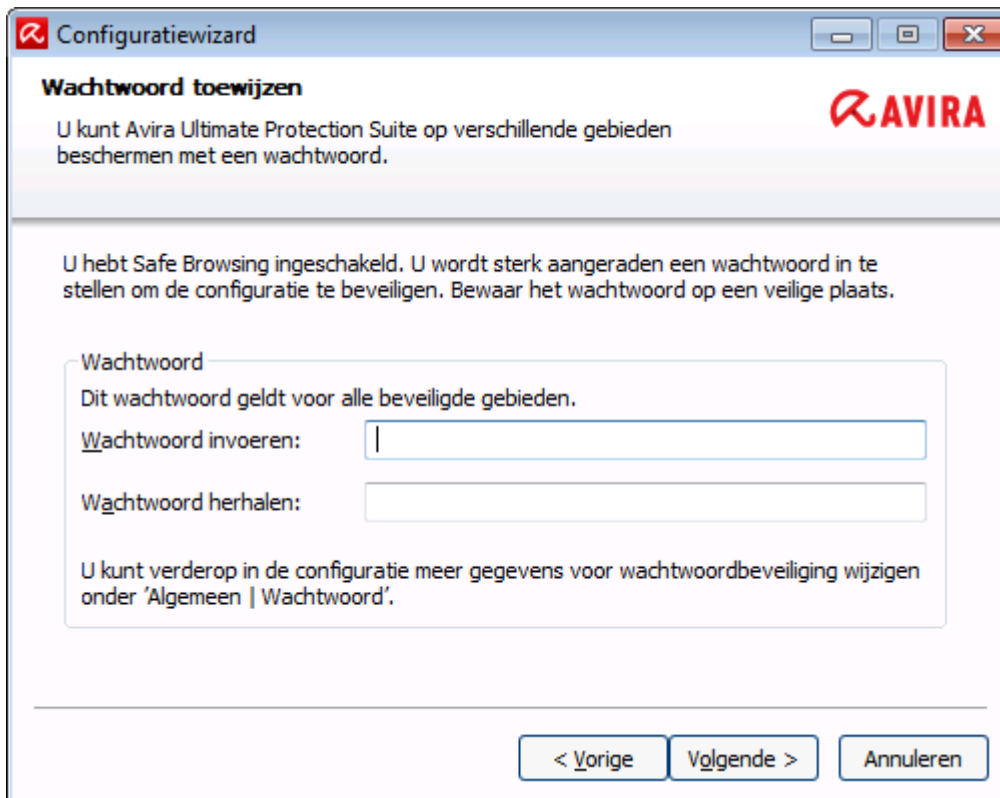 Configuratiewizard
Wachtwoord toewijzen
U kunt Avira Ultimate Protection Suite op verschillende gebieden
beschermen met een wachtwoord.
AVIRA
U hebt Safe Browsing ingeschakeld. U wordt sterk aangeraden een wachtwoord in te
stellen om de configuratie te beveiligen. Bewaar het wachtwoord op een veilige plaats.
Wachtwoord
Dit wachtwoord geldt voor alle beveiligde gebieden.
Wachtwoord invoeren:
Wachtwoord herhalen:
U kunt verderop in de configuratie meer gegevens voor wachtwoordbeveiliging wijzigen
onder 'Algemeen | Wachtwoord'.
< Vorige
Volgende >
Annuleren